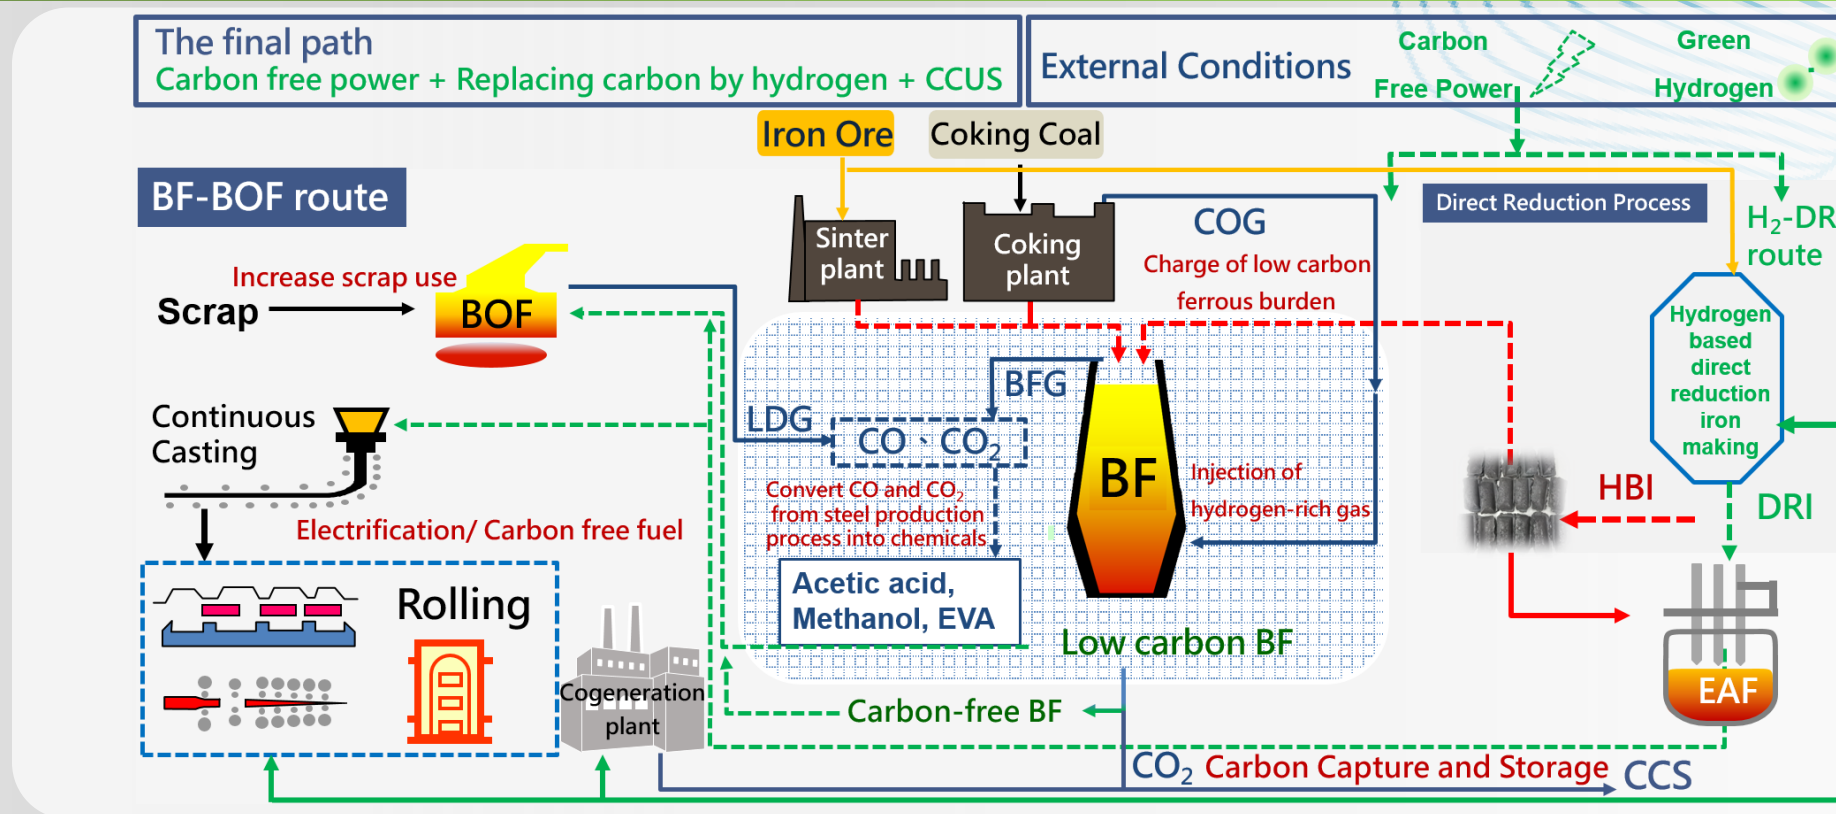 The final path
Carbon free power + Replacing carbon by hydrogen + CCUS
External Conditions
Carbon
Free Power
Green
Hydrogen
Iron Ore
Coking Coal
BF-BOF route
Direct Reduction Process
H₂-DR
route
Sinter
plant
Coking
plant
COG
Charge of low carbon
ferrous burden
Increase scrap use
Scrap
BOF
Hydrogen
based
direct
reduction
iron
making
BFG
LDG
CO、CO₂
Continuous
Casting
BF
Injection of
hydrogen-rich gas
Convert CO and CO₂
from steel production
process into chemicals
HBI
DRI
Electrification/ Carbon free fuel
Acetic acid,
Methanol, EVA
Rolling
Low carbon BF
Cogeneration
plant
EAF
Carbon-free BF
CO₂ Carbon Capture and Storage CCS